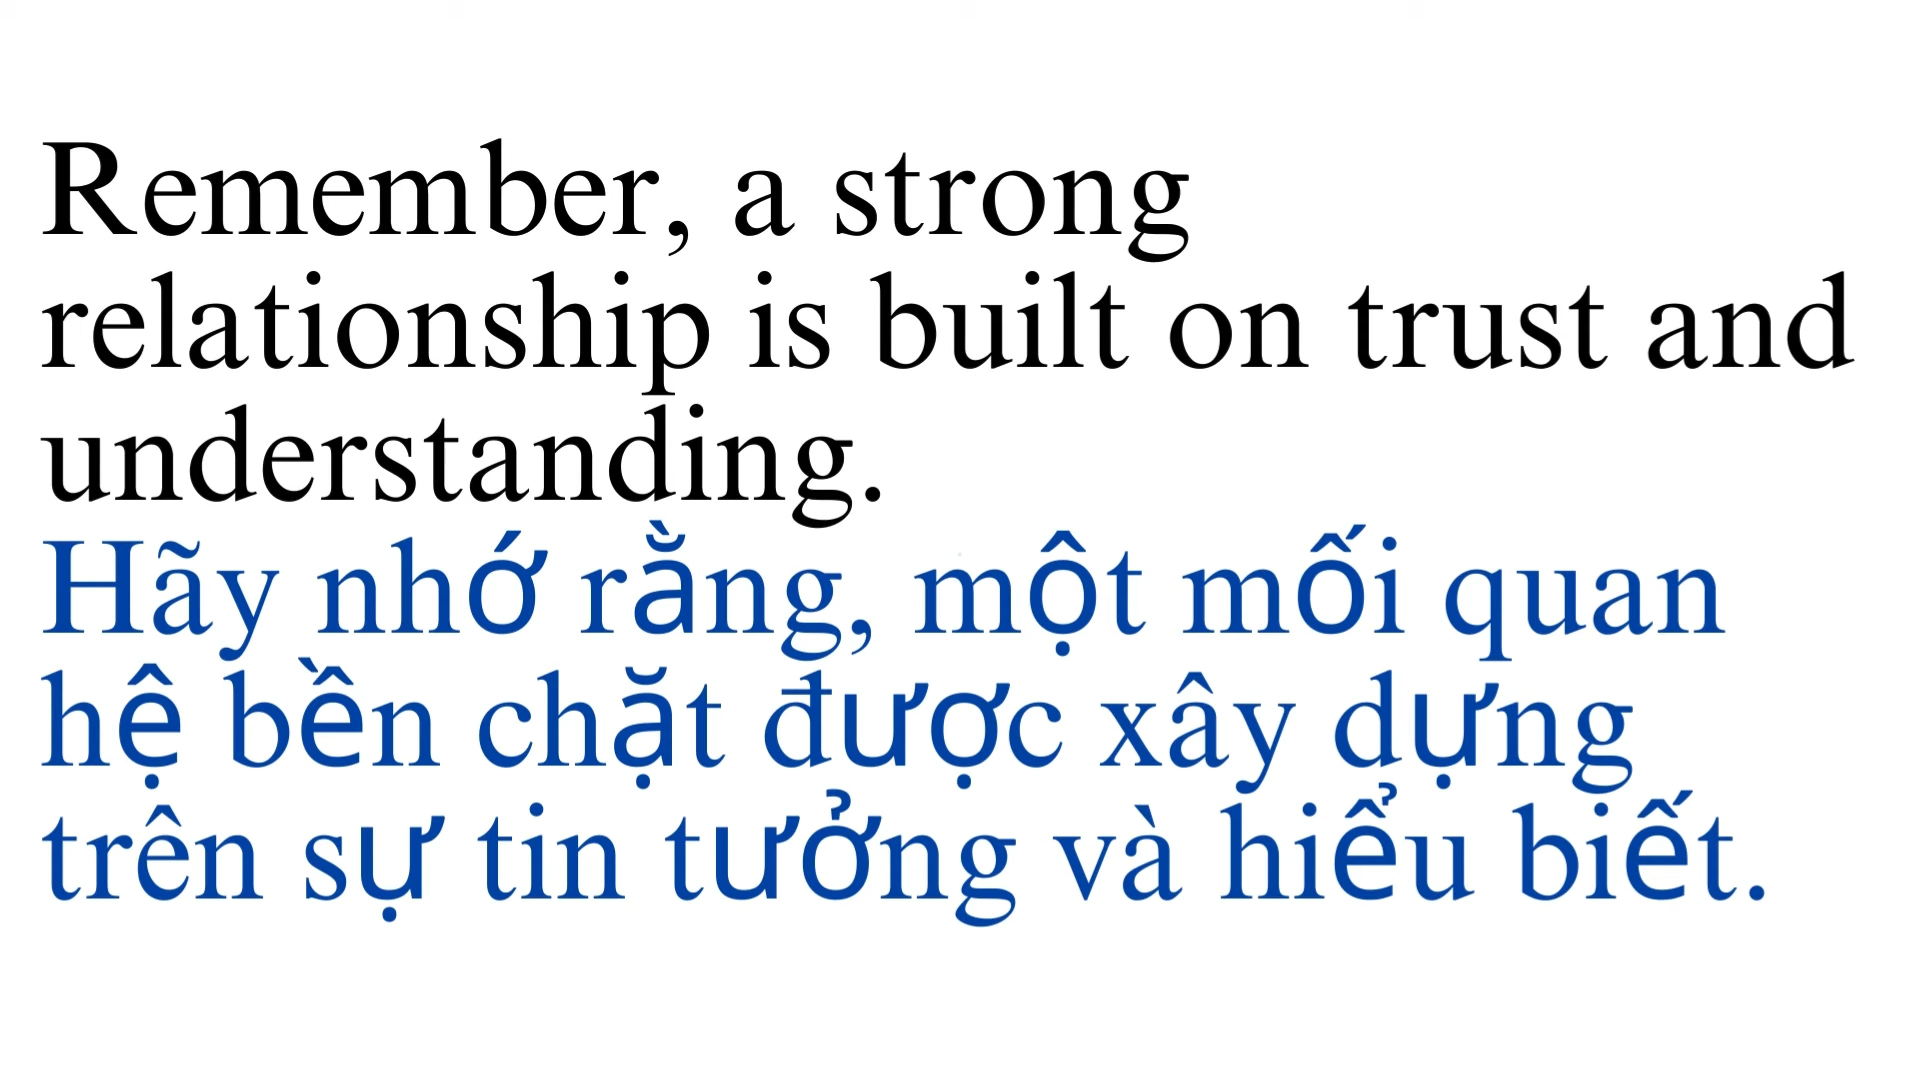 Remember, a strong
relationship is built on trust and
understanding.
Hãy nhớ rằng, một mối quan
hệ bền chặt được xây dựng
trên sự tin tưởng và hiểu biết.